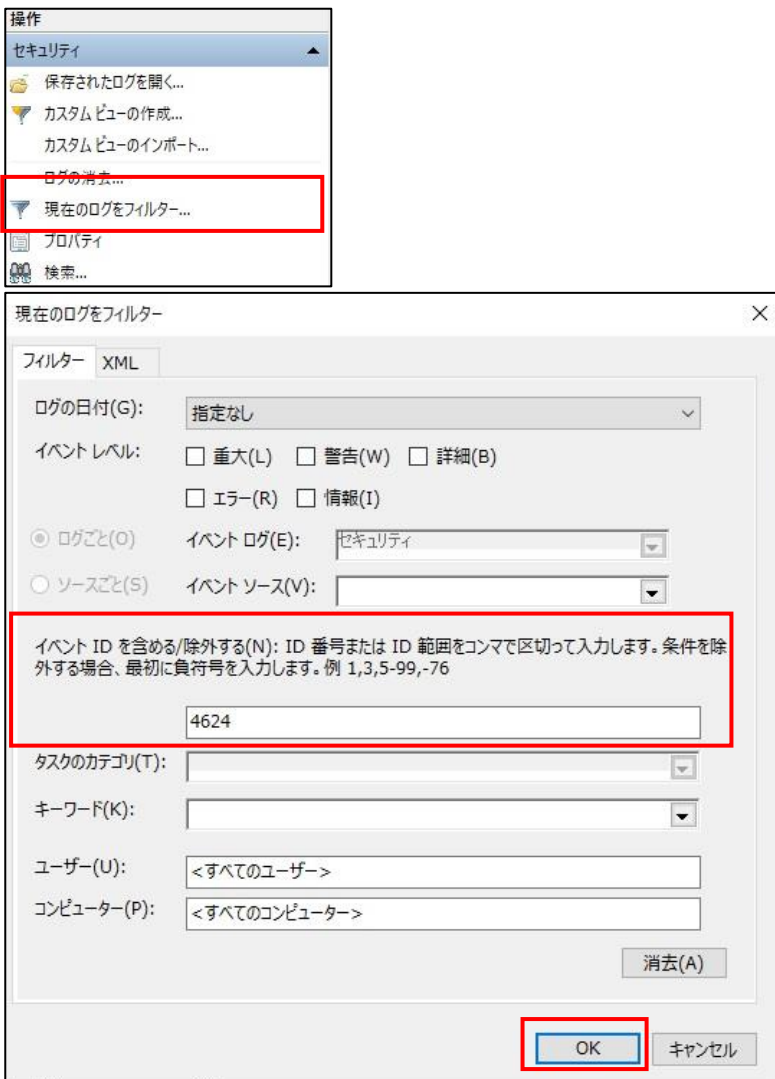 操作
セキュリティ
保存されたログを開く...
カスタム ビューの作成...
カスタム ビューのインポート...
ログの消去...
現在のログをフィルター...
プロパティ
検索...
現在のログをフィルター
フィルター XML
ログの日付(G): 指定なし
イベント レベル: 重大(L) 警告(W) 詳細(B)
エラー(R) 情報(I)
ログごと(O) イベント ログ(E): セキュリティ
ソースごと(S) イベント ソース(V):
イベント ID を含める/除外する(N): ID 番号または ID 範囲をコンマで区切って入力します。条件を除
外する場合、最初に負符号を入力します。例 1,3,5-99,-76
4624
タスクのカテゴリ(T):
キーワード(K):
ユーザー(U): <すべてのユーザー>
コンピューター(P): <すべてのコンピューター>
消去(A)
OK キャンセル